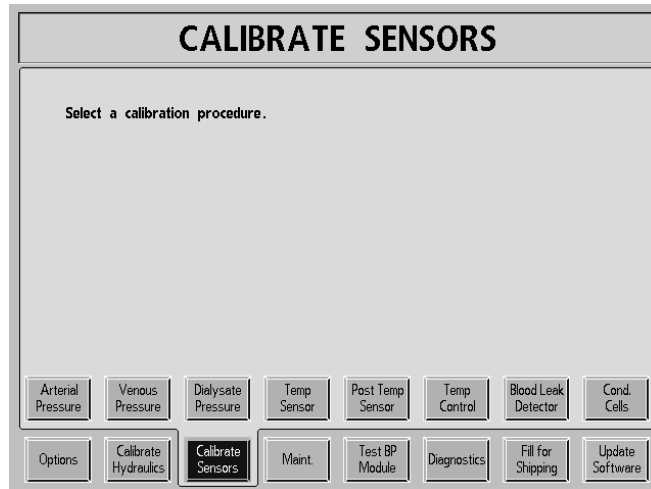 CALIBRATE SENSORS
Select a calibration procedure.
Arterial
Pressure
Venous
Pressure
Dialysate
Pressure
Temp
Sensor
Post Temp
Sensor
Temp
Control
Blood Leak
Detector
Cond.
Cells
Options
Calibrate
Hydraulics
Calibrate
Sensors
Maint.
Test BP
Module
Diagnostics
Fill for
Shipping
Update
Software